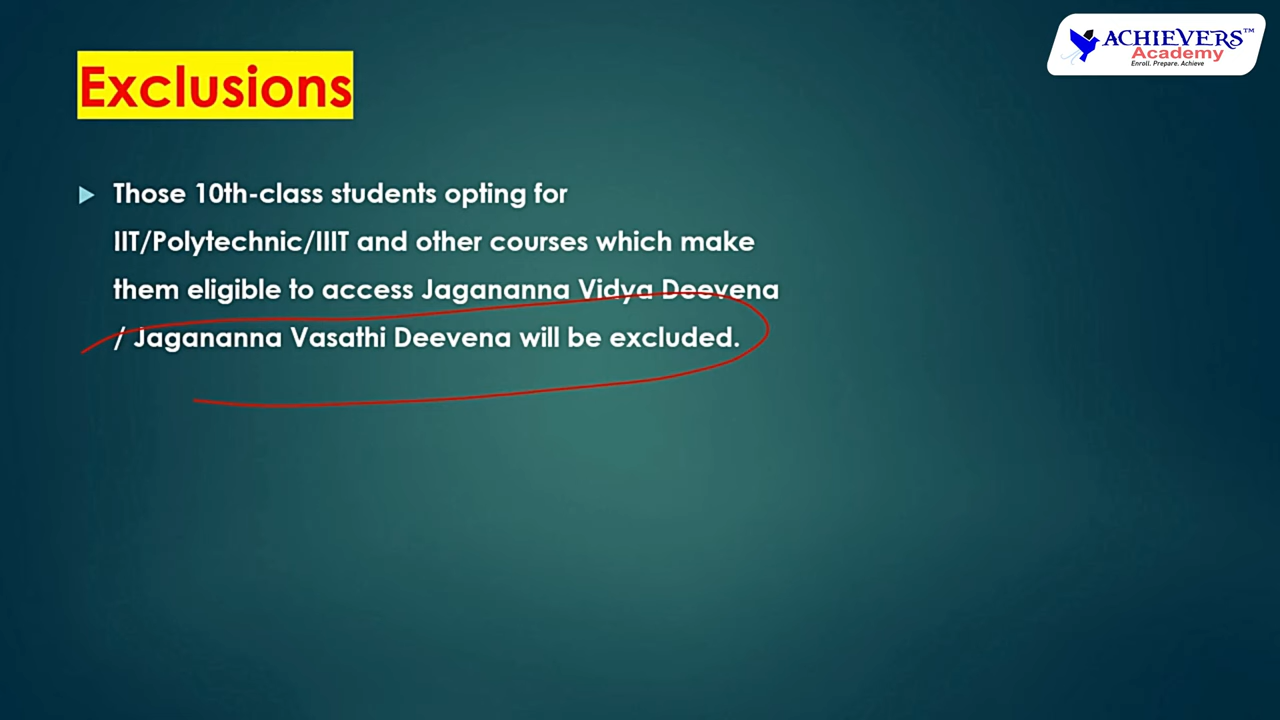 ACHIEVERS™
Academy
Enroll. Prepare. Achieve
Exclusions
Those 10th-class students opting for
IIT/Polytechnic/IIIT and other courses which make
them eligible to access Jagananna Vidya Deevena
/ Jagananna Vasathi Deevena will be excluded.